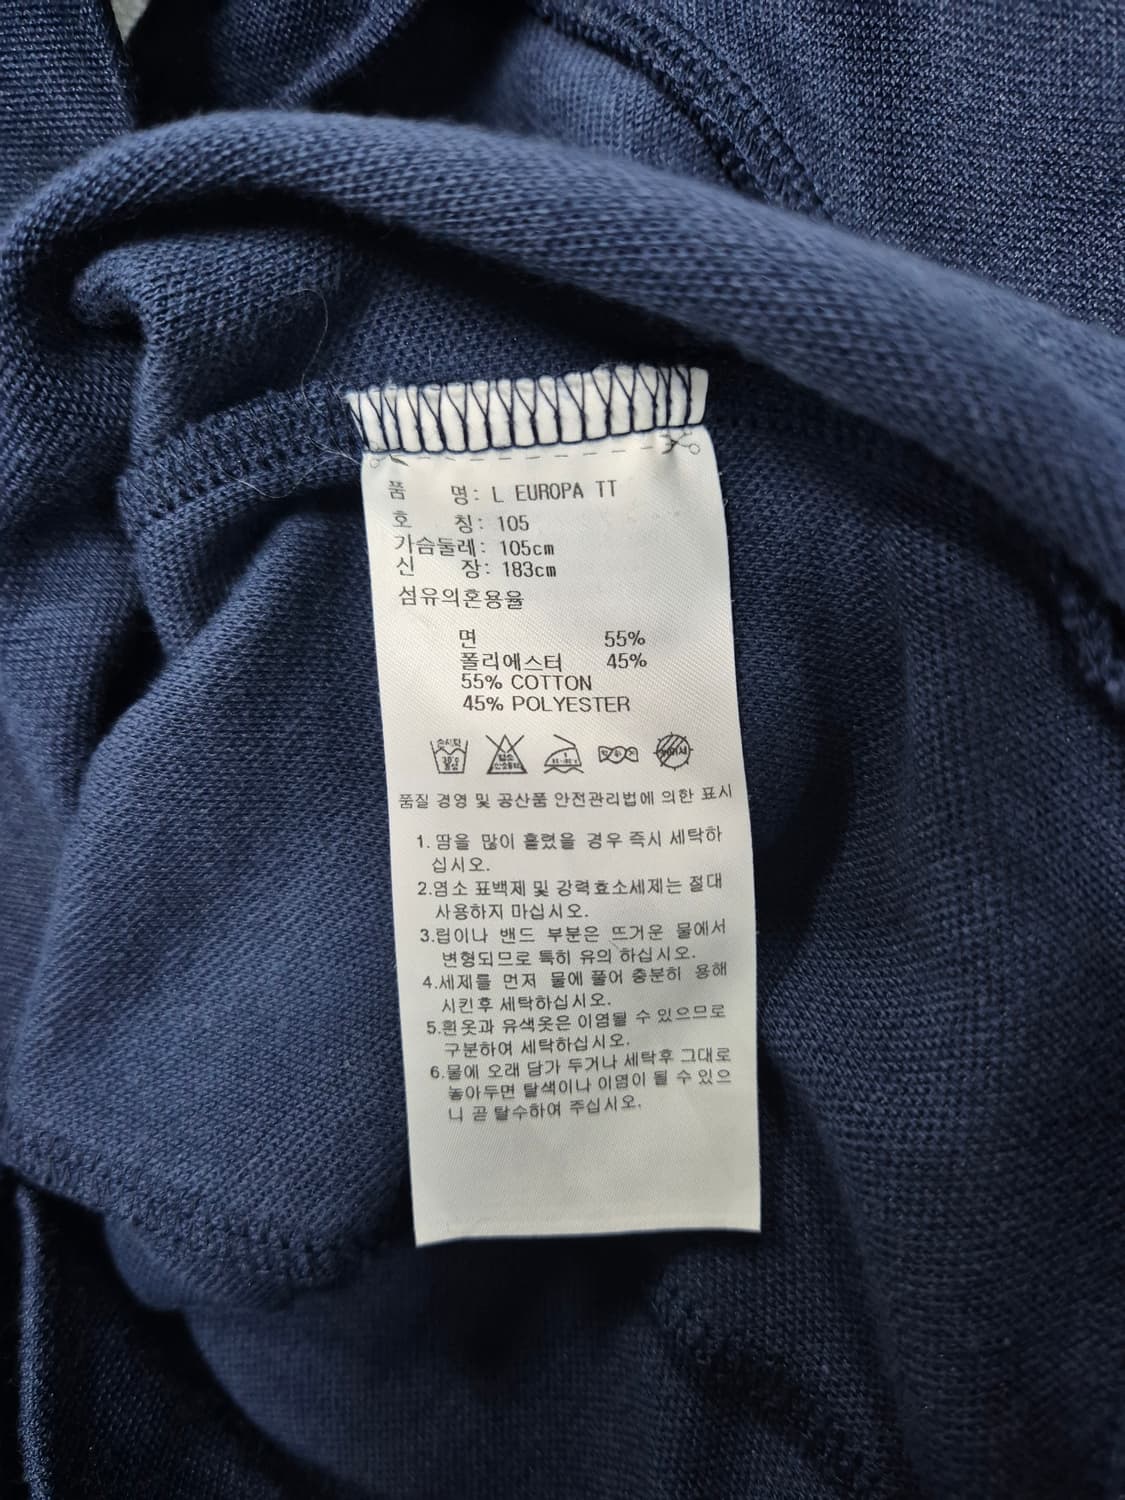 품 명: L EUROPA TT
호 칭: 105
가슴둘레: 105cm
신 장: 183cm
섬유의혼용율
면 55%
폴리에스터 45%
55% COTTON
45% POLYESTER
손세탁
품질 경영 및 공산품 안전관리법에 의한 표시
1. 땀을 많이 흘렸을 경우 즉시 세탁하
십시오.
2.염소 표백제 및 강력효소세제는 절대
사용하지 마십시오.
3.립이나 밴드 부분은 뜨거운 물에서
변형되므로 특히 유의 하십시오.
4.세제를 먼저 물에 풀어 충분히 용해
시킨후 세탁하십시오.
5.흰옷과 유색옷은 이염될 수 있으므로
구분하여 세탁하십시오.
6.물에 오래 담가 두거나 세탁후 그대로
놓아두면 탈색이나 이염이 될 수 있으
니 곧 탈수하여 주십시오.